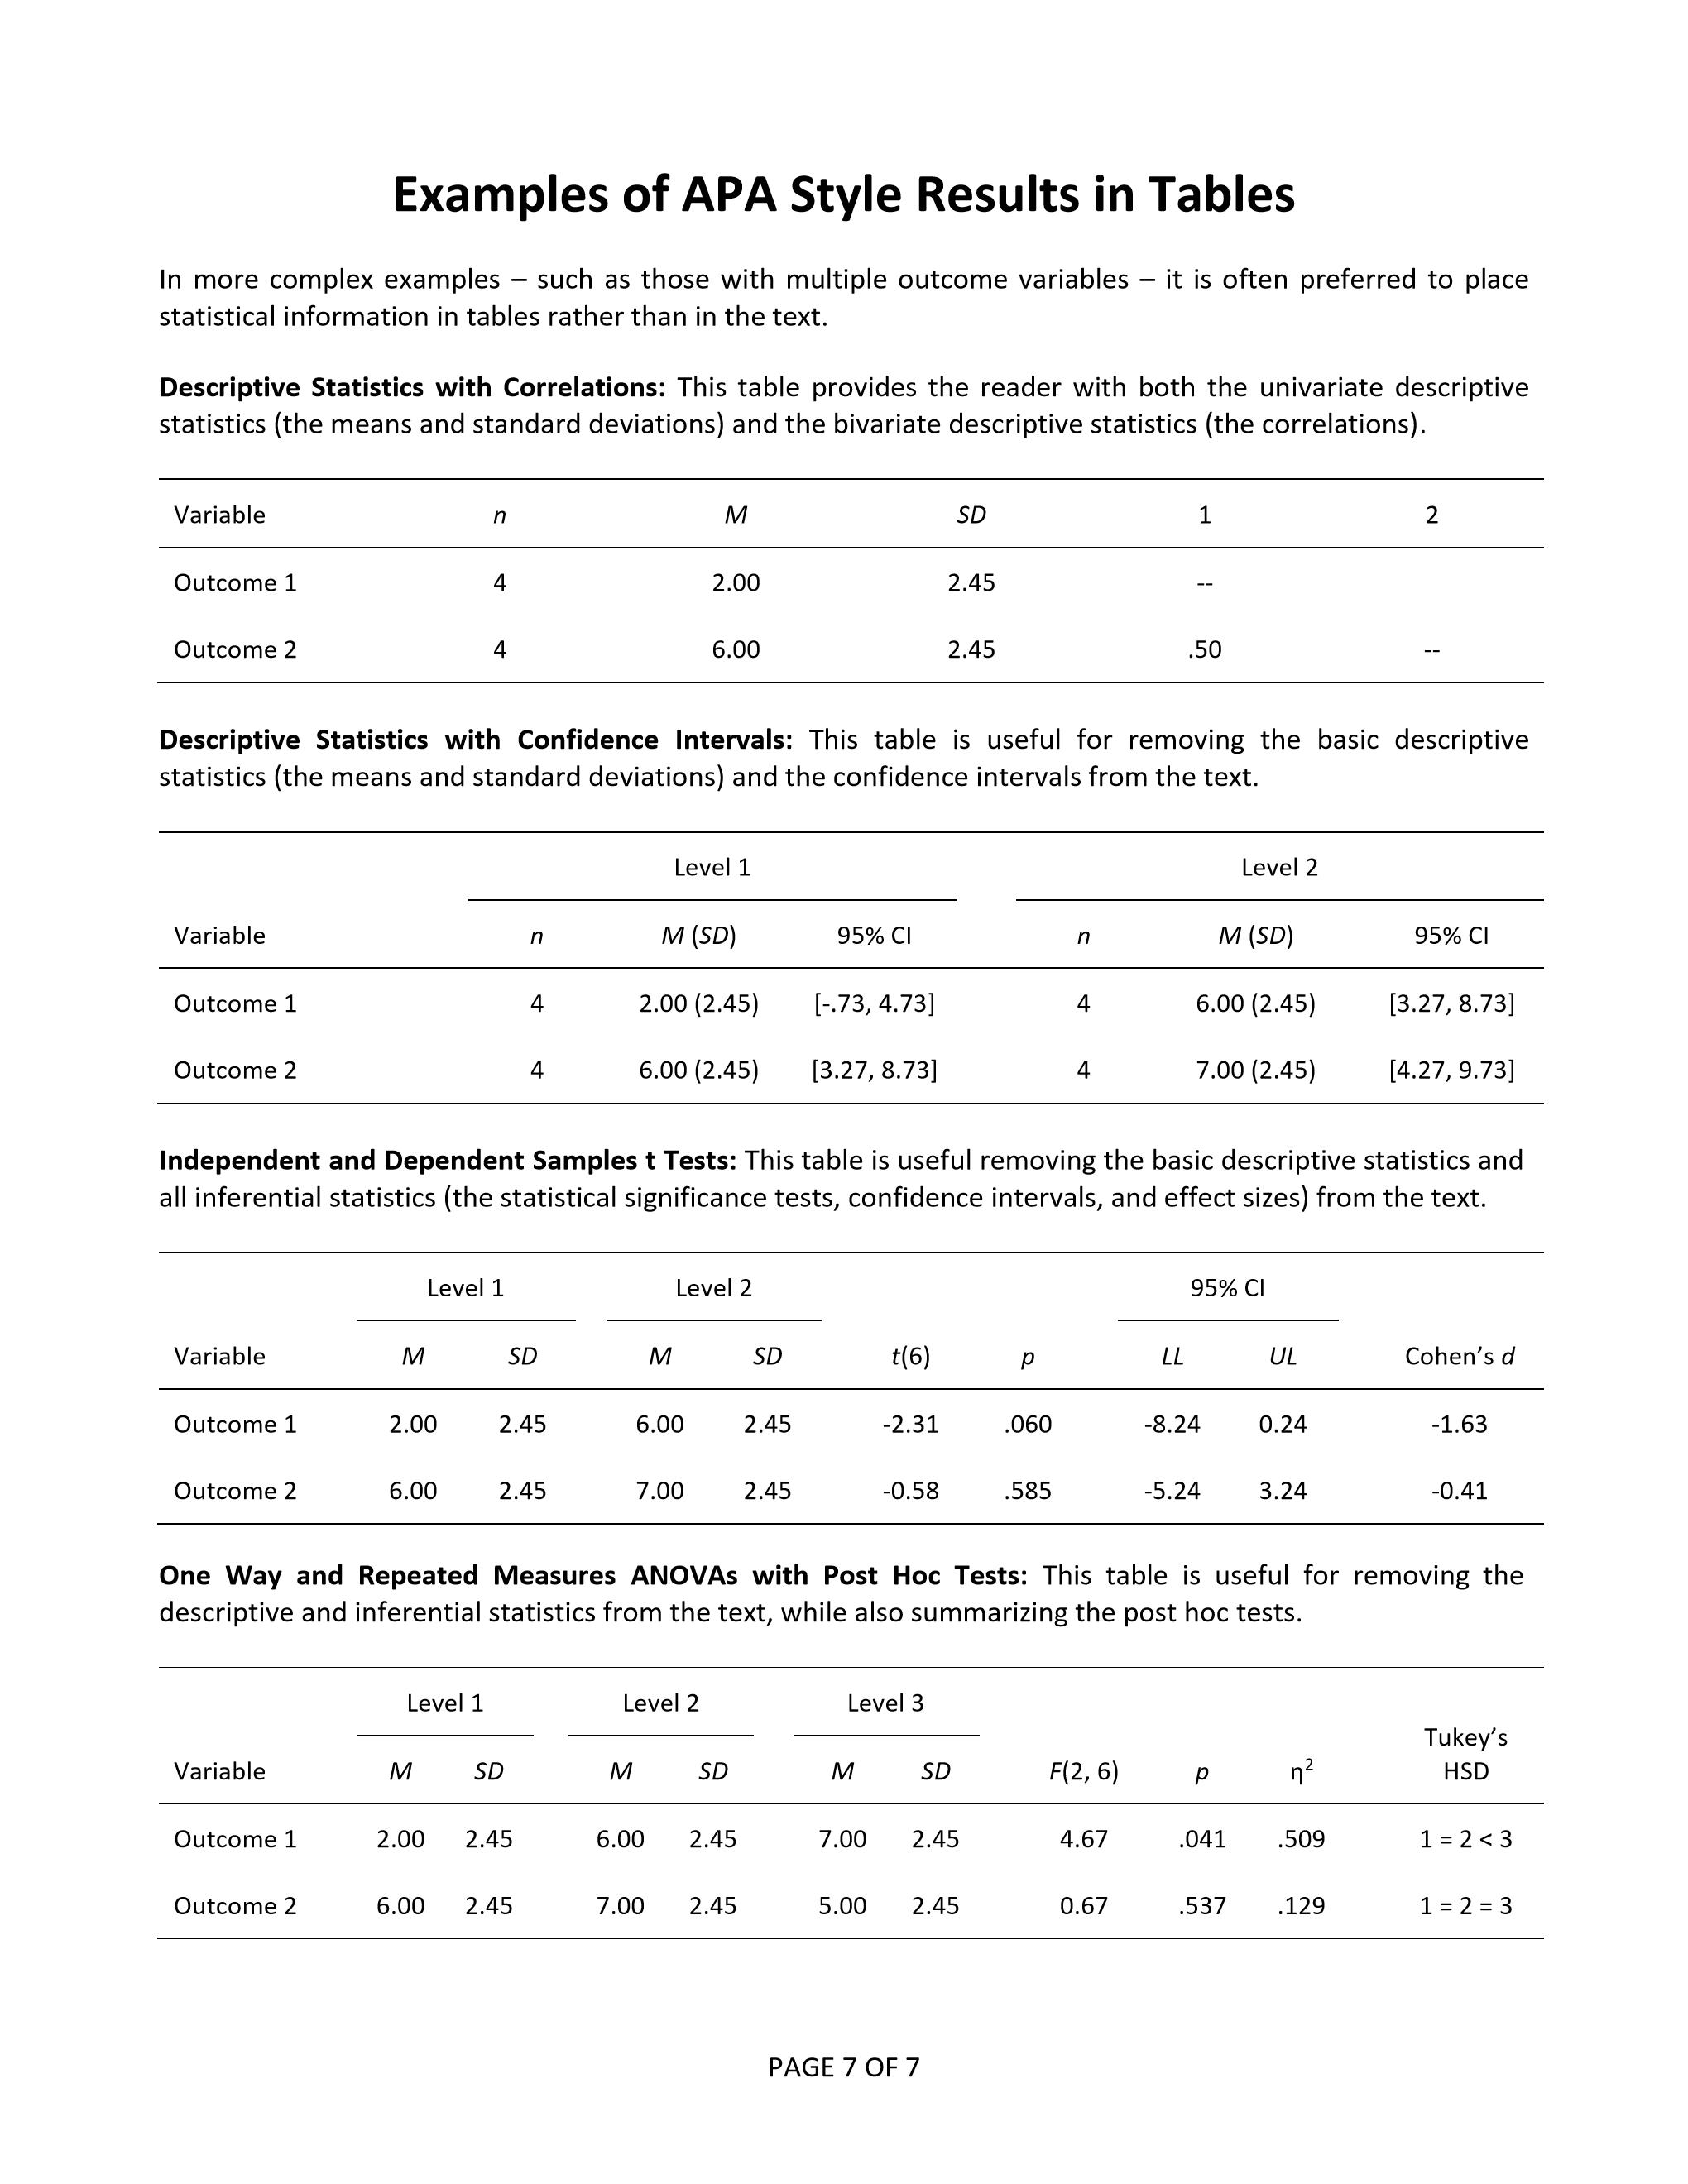 Examples of APA Style Results in Tables
In more complex examples – such as those with multiple outcome variables – it is often preferred to place
statistical information in tables rather than in the text.
Descriptive Statistics with Correlations: This table provides the reader with both the univariate descriptive
statistics (the means and standard deviations) and the bivariate descriptive statistics (the correlations).
Variable n M SD 1 2
Outcome 1 4 2.00 2.45 --
Outcome 2 4 6.00 2.45 .50 --
Descriptive Statistics with Confidence Intervals: This table is useful for removing the basic descriptive
statistics (the means and standard deviations) and the confidence intervals from the text.
Level 1 Level 2
Variable n M (SD) 95% CI n M (SD) 95% CI
Outcome 1 4 2.00 (2.45) [-.73, 4.73] 4 6.00 (2.45) [3.27, 8.73]
Outcome 2 4 6.00 (2.45) [3.27, 8.73] 4 7.00 (2.45) [4.27, 9.73]
Independent and Dependent Samples t Tests: This table is useful removing the basic descriptive statistics and
all inferential statistics (the statistical significance tests, confidence intervals, and effect sizes) from the text.
Level 1 Level 2 95% CI
Variable M SD M SD t(6) p LL UL Cohen’s d
Outcome 1 2.00 2.45 6.00 2.45 -2.31 .060 -8.24 0.24 -1.63
Outcome 2 6.00 2.45 7.00 2.45 -0.58 .585 -5.24 3.24 -0.41
One Way and Repeated Measures ANOVAs with Post Hoc Tests: This table is useful for removing the
descriptive and inferential statistics from the text, while also summarizing the post hoc tests.
Level 1 Level 2 Level 3
Tukey’s
Variable M SD M SD M SD F(2, 6) p η² HSD
Outcome 1 2.00 2.45 6.00 2.45 7.00 2.45 4.67 .041 .509 1 = 2 < 3
Outcome 2 6.00 2.45 7.00 2.45 5.00 2.45 0.67 .537 .129 1 = 2 = 3
PAGE 7 OF 7